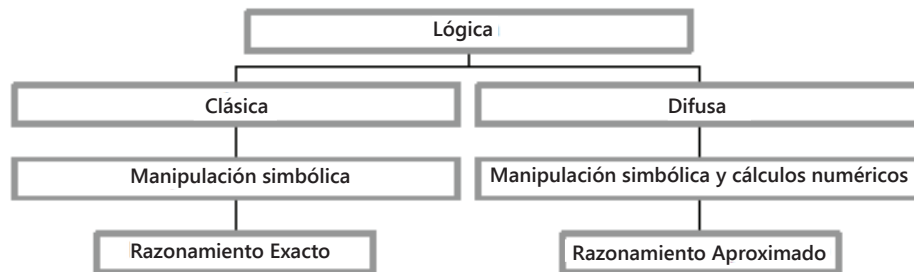 Lógica
Clásica
Difusa
Manipulación simbólica
Manipulación simbólica y cálculos numéricos
Razonamiento Exacto
Razonamiento Aproximado